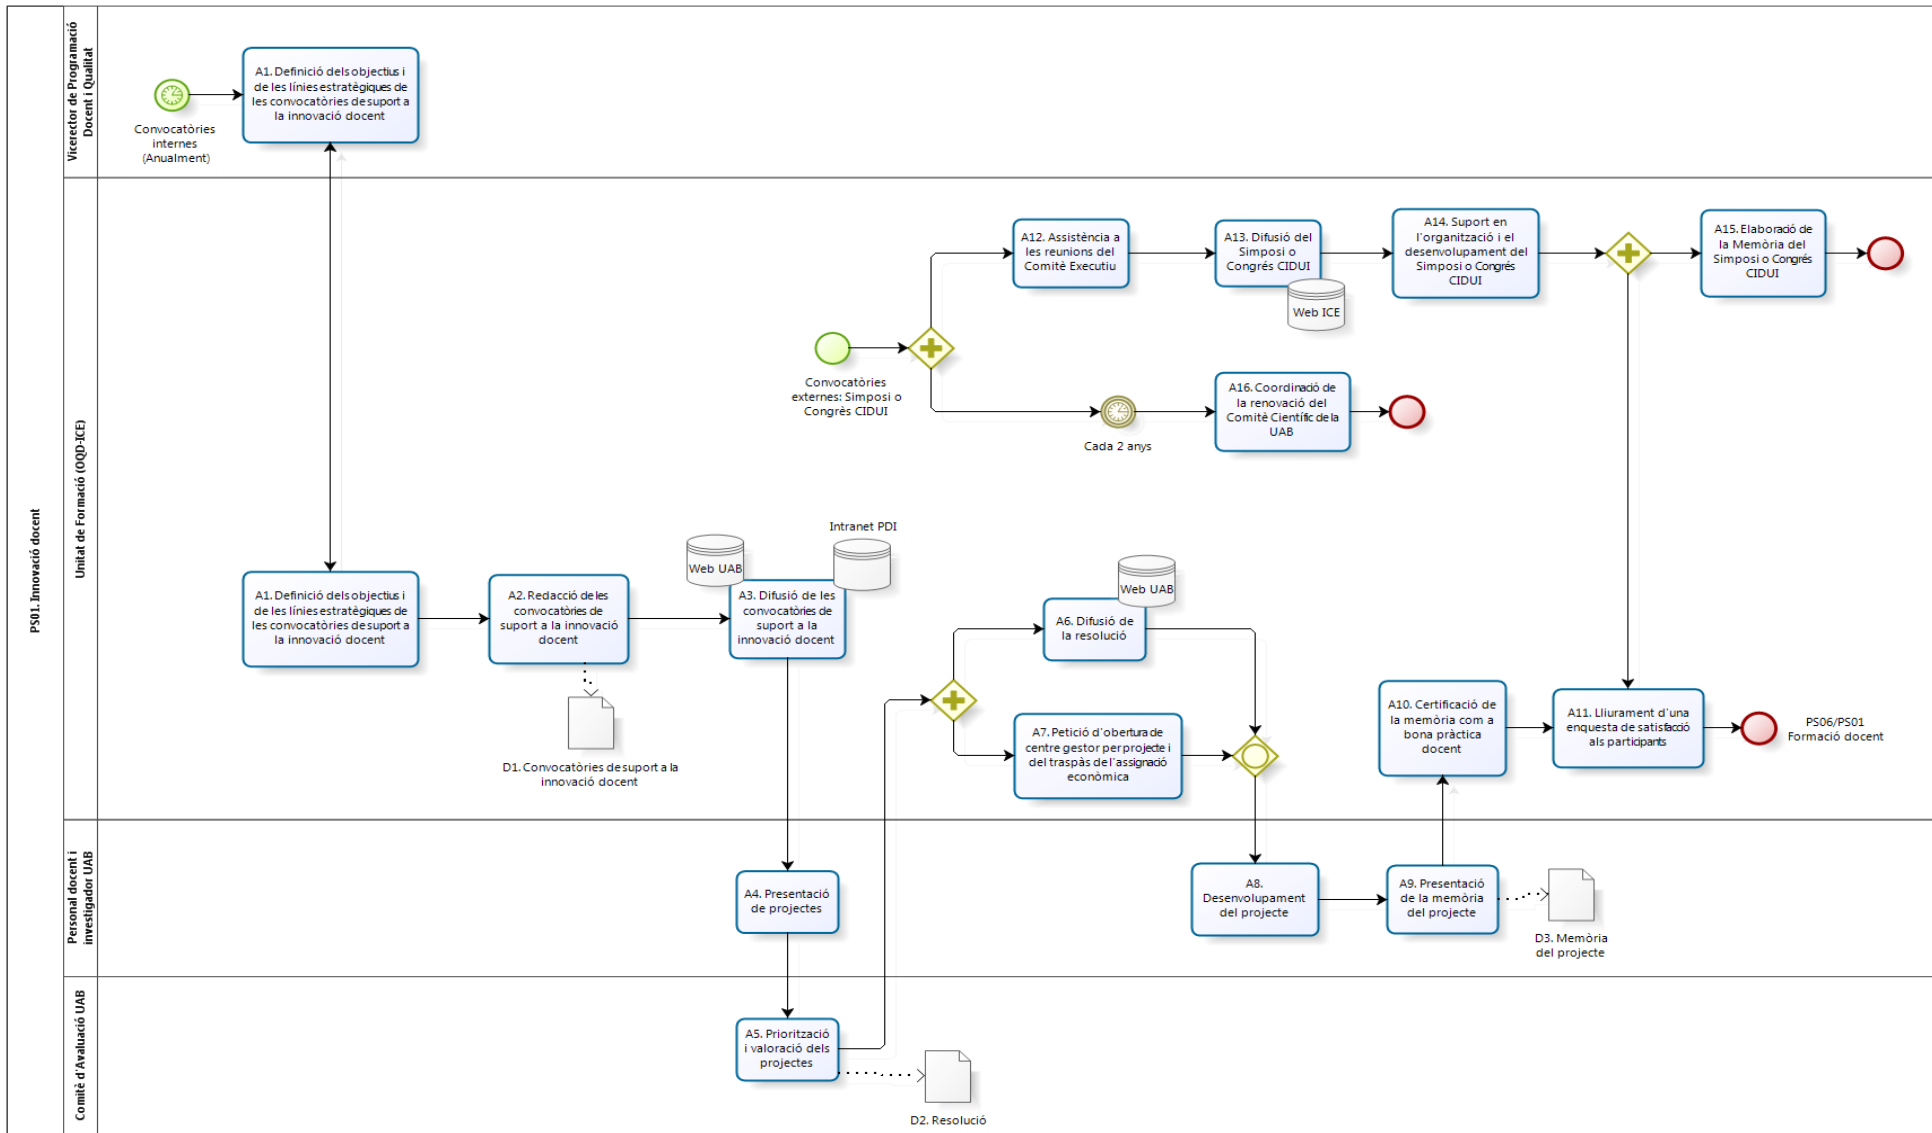 PS01. Innovació docent
Vicerector de Programació
Docent i Qualitat
Convocatòries
internes
(Anualment)
A1. Definició dels objectius i
de les línies estratègiques de
les convocatòries de suport a
la innovació docent
Unitat de Formació (OQD-ICE)
Convocatòries
externes: Simposi o
Congrès CIDUI
A12. Assistència a
les reunions del
Comitè Executiu
A13. Difusió del
Simposi o
Congrés CIDUI
Web ICE
A14. Suport en
l'organització i el
desenvolupament del
Simposi o Congrés
CIDUI
A15. Elaboració de
la Memòria del
Simposi o Congrés
CIDUI
Cada 2 anys
A16. Coordinació de
la renovació del
Comitè Científic de la
UAB
A1. Definició dels objectius i
de les línies estratègiques de
les convocatòries de suport a
la innovació docent
A2. Redacció de les
convocatòries de
suport a la innovació
docent
D1. Convocatòries de suport a la
innovació docent
Web UAB
Intranet PDI
A3. Difusió de les
convocatòries de
suport a la
innovació docent
Web UAB
A6. Difusió de
la resolució
A7. Petició d'obertura de
centre gestor per projecte i
del traspàs de l'assignació
econòmica
A10. Certificació de
la memòria com a
bona pràctica
docent
A11. Lliurament d'una
enquesta de satisfacció
als participants
PS06/PS01
Formació docent
Personal docent i
investigador UAB
A4. Presentació
de projectes
A8.
Desenvolupament
del projecte
A9. Presentació
de la memòria
del projecte
D3. Memòria
del projecte
Comitè d'Avaluació UAB
A5. Priorització
i valoració dels
projectes
D2. Resolució